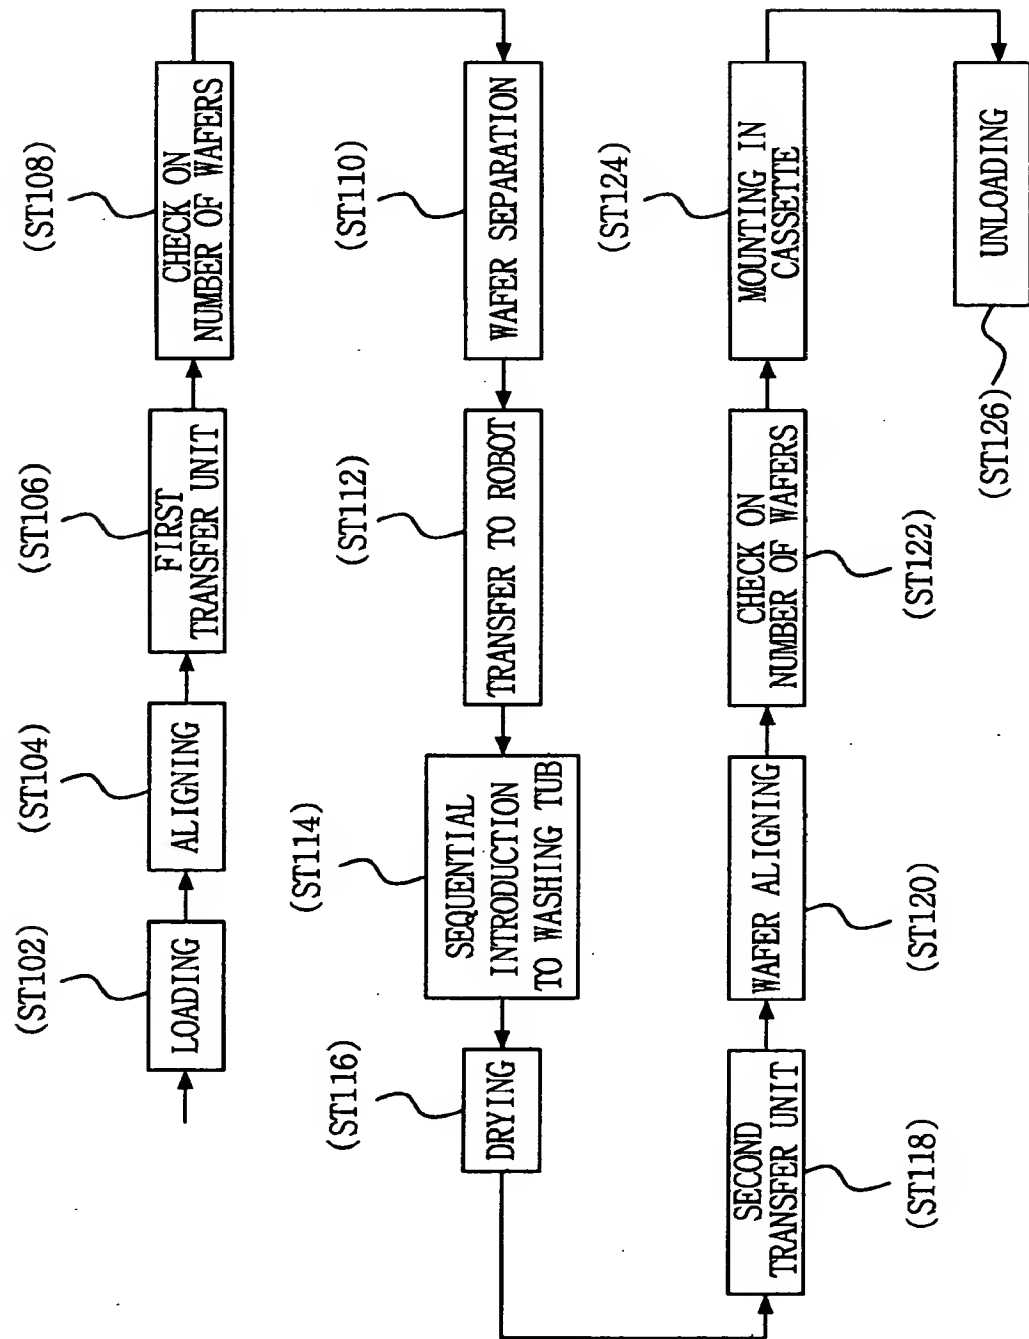 (ST102)
LOADING
(ST104)
ALIGNING
(ST106)
FIRST
TRANSFER UNIT
(ST108)
CHECK ON
NUMBER OF WAFERS
(ST110)
WAFER SEPARATION
(ST112)
TRANSFER TO ROBOT
(ST114)
SEQUENTIAL
INTRODUCTION
TO WASHING TUB
(ST116)
DRYING
SECOND
TRANSFER UNIT
(ST118)
WAFER ALIGNING
(ST120)
CHECK ON
NUMBER OF WAFERS
(ST122)
(ST124)
MOUNTING IN
CASSETTE
UNLOADING
(ST126)